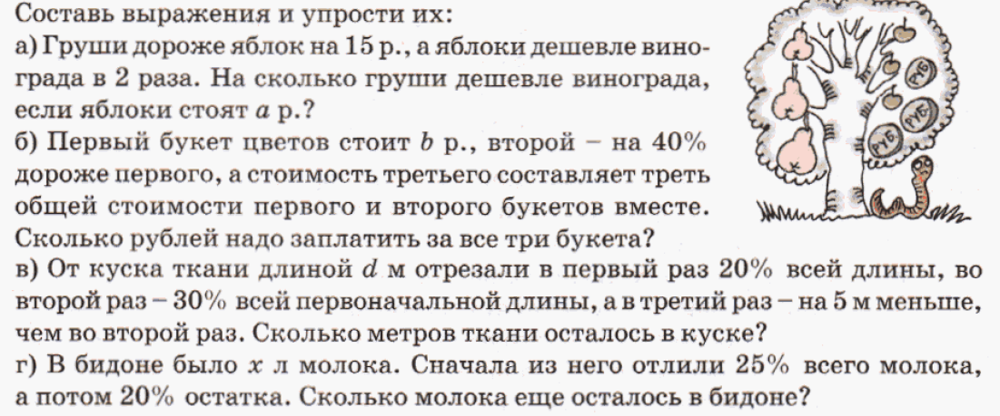 Составь выражения и упрости их:
а) Груши дороже яблок на 15 р., а яблоки дешевле вино-
града в 2 раза. На сколько груши дешевле винограда,
если яблоки стоят a р.?
б) Первый букет цветов стоит b р., второй – на 40%
дороже первого, а стоимость третьего составляет треть
общей стоимости первого и второго букетов вместе.
Сколько рублей надо заплатить за все три букета?
в) От куска ткани длиной d м отрезали в первый раз 20% всей длины, во
второй раз – 30% всей первоначальной длины, а в третий раз – на 5 м меньше,
чем во второй раз. Сколько метров ткани осталось в куске?
г) В бидоне было x л молока. Сначала из него отлили 25% всего молока,
а потом 20% остатка. Сколько молока еще осталось в бидоне?
РУБ
РУБ.
РУБ.